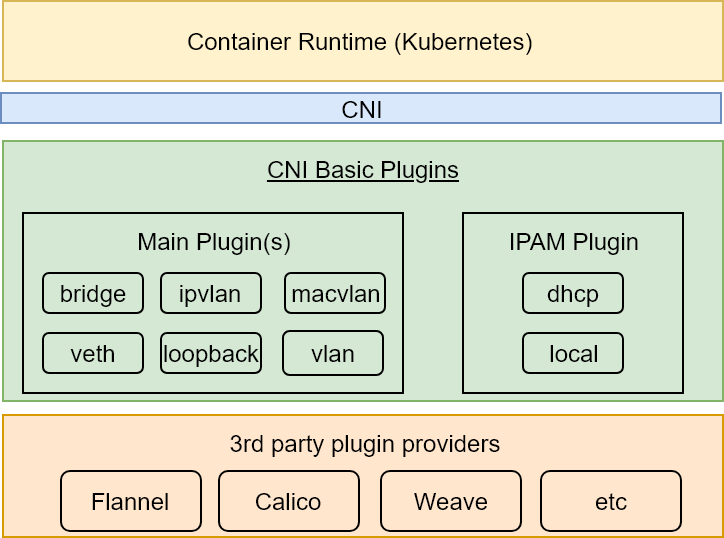 Container Runtime (Kubernetes)
CNI
CNI Basic Plugins
Main Plugin(s)
bridge
ipvlan
macvlan
veth
loopback
vlan
IPAM Plugin
dhcp
local
3rd party plugin providers
Flannel
Calico
Weave
etc